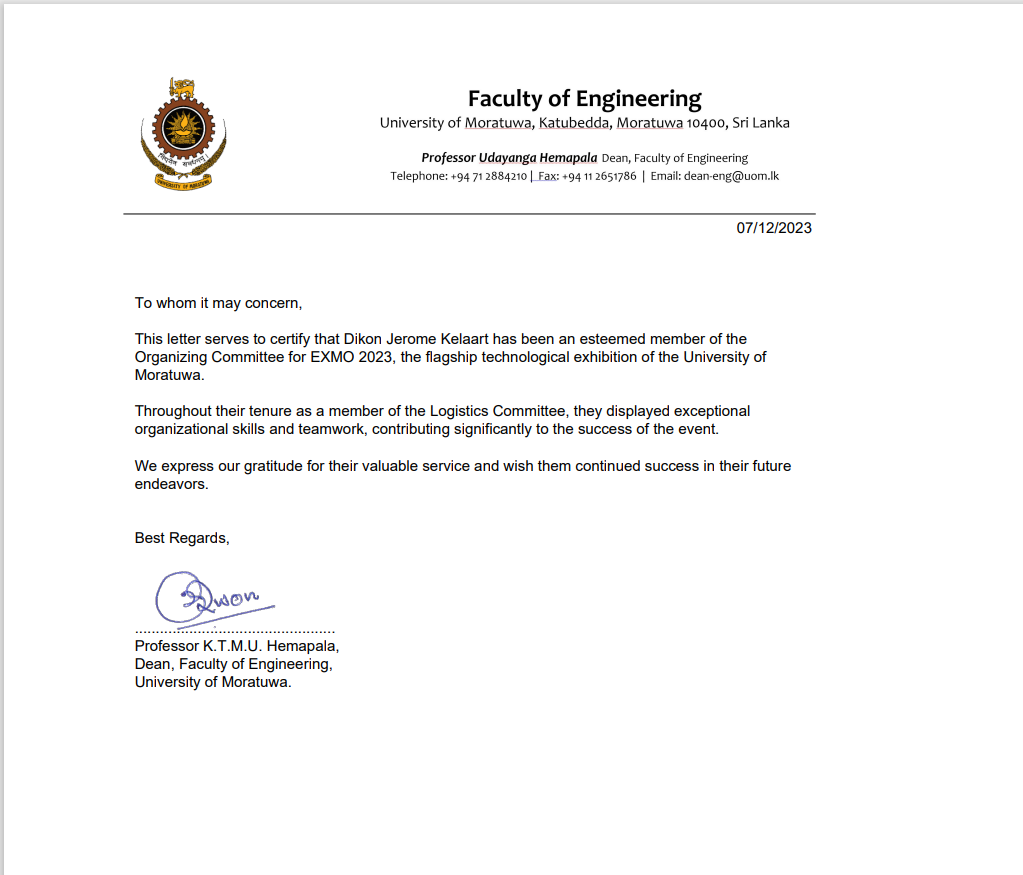 Faculty of Engineering
University of Moratuwa, Katubedda, Moratuwa 10400, Sri Lanka
Professor Udayanga Hemapala Dean, Faculty of Engineering
Telephone: +94 71 2884210 | Fax: +94 11 2651786 | Email: dean-eng@uom.lk
UNIVERSITY OF MORATUWA
07/12/2023
To whom it may concern,
This letter serves to certify that Dikon Jerome Kelaart has been an esteemed member of the
Organizing Committee for EXMO 2023, the flagship technological exhibition of the University of
Moratuwa.
Throughout their tenure as a member of the Logistics Committee, they displayed exceptional
organizational skills and teamwork, contributing significantly to the success of the event.
We express our gratitude for their valuable service and wish them continued success in their future
endeavors.
Best Regards,
................................................
Professor K.T.M.U. Hemapala,
Dean, Faculty of Engineering,
University of Moratuwa.